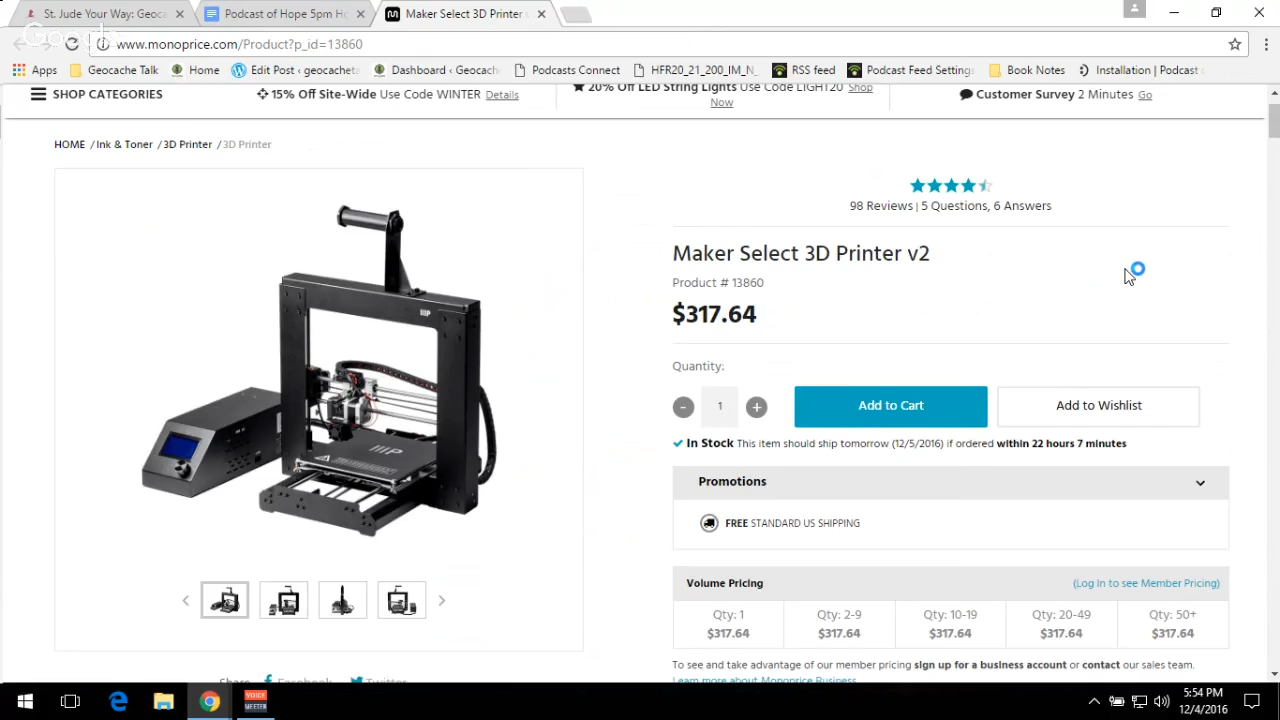 St. Jude Your Way: Geoca
Podcast of Hope 5pm Ho
Maker Select 3D Printer
Google
www.monoprice.com/Product?p_id=13860
Apps Geocache Talk Home Edit Post ‹ geocacheta Dashboard ‹ Geocach Podcasts Connect HFR20_21_200_IM_N_ RSS feed Podcast Feed Settings Book Notes Installation | Podcast
SHOP CATEGORIES
15% Off Site-Wide Use Code WINTER Details
20% Off LED String Lights Use Code LIGHT20 Shop
Now
Customer Survey 2 Minutes Go
HOME / Ink & Toner / 3D Printer / 3D Printer
98 Reviews | 5 Questions, 6 Answers
Maker Select 3D Printer v2
Product # 13860
$317.64
Quantity:
- 1 +
Add to Cart
Add to Wishlist
In Stock This item should ship tomorrow (12/5/2016) if ordered within 22 hours 7 minutes
Promotions
FREE STANDARD US SHIPPING
Volume Pricing
(Log In to see Member Pricing)
Qty: 1 Qty: 2-9 Qty: 10-19 Qty: 20-49 Qty: 50+
$317.64 $317.64 $317.64 $317.64 $317.64
To see and take advantage of our member pricing sign up for a business account or contact our sales team.
Learn more about Monoprice Business
Share Facebook Twitter
VOICE
MEETER
5:54 PM
12/4/2016